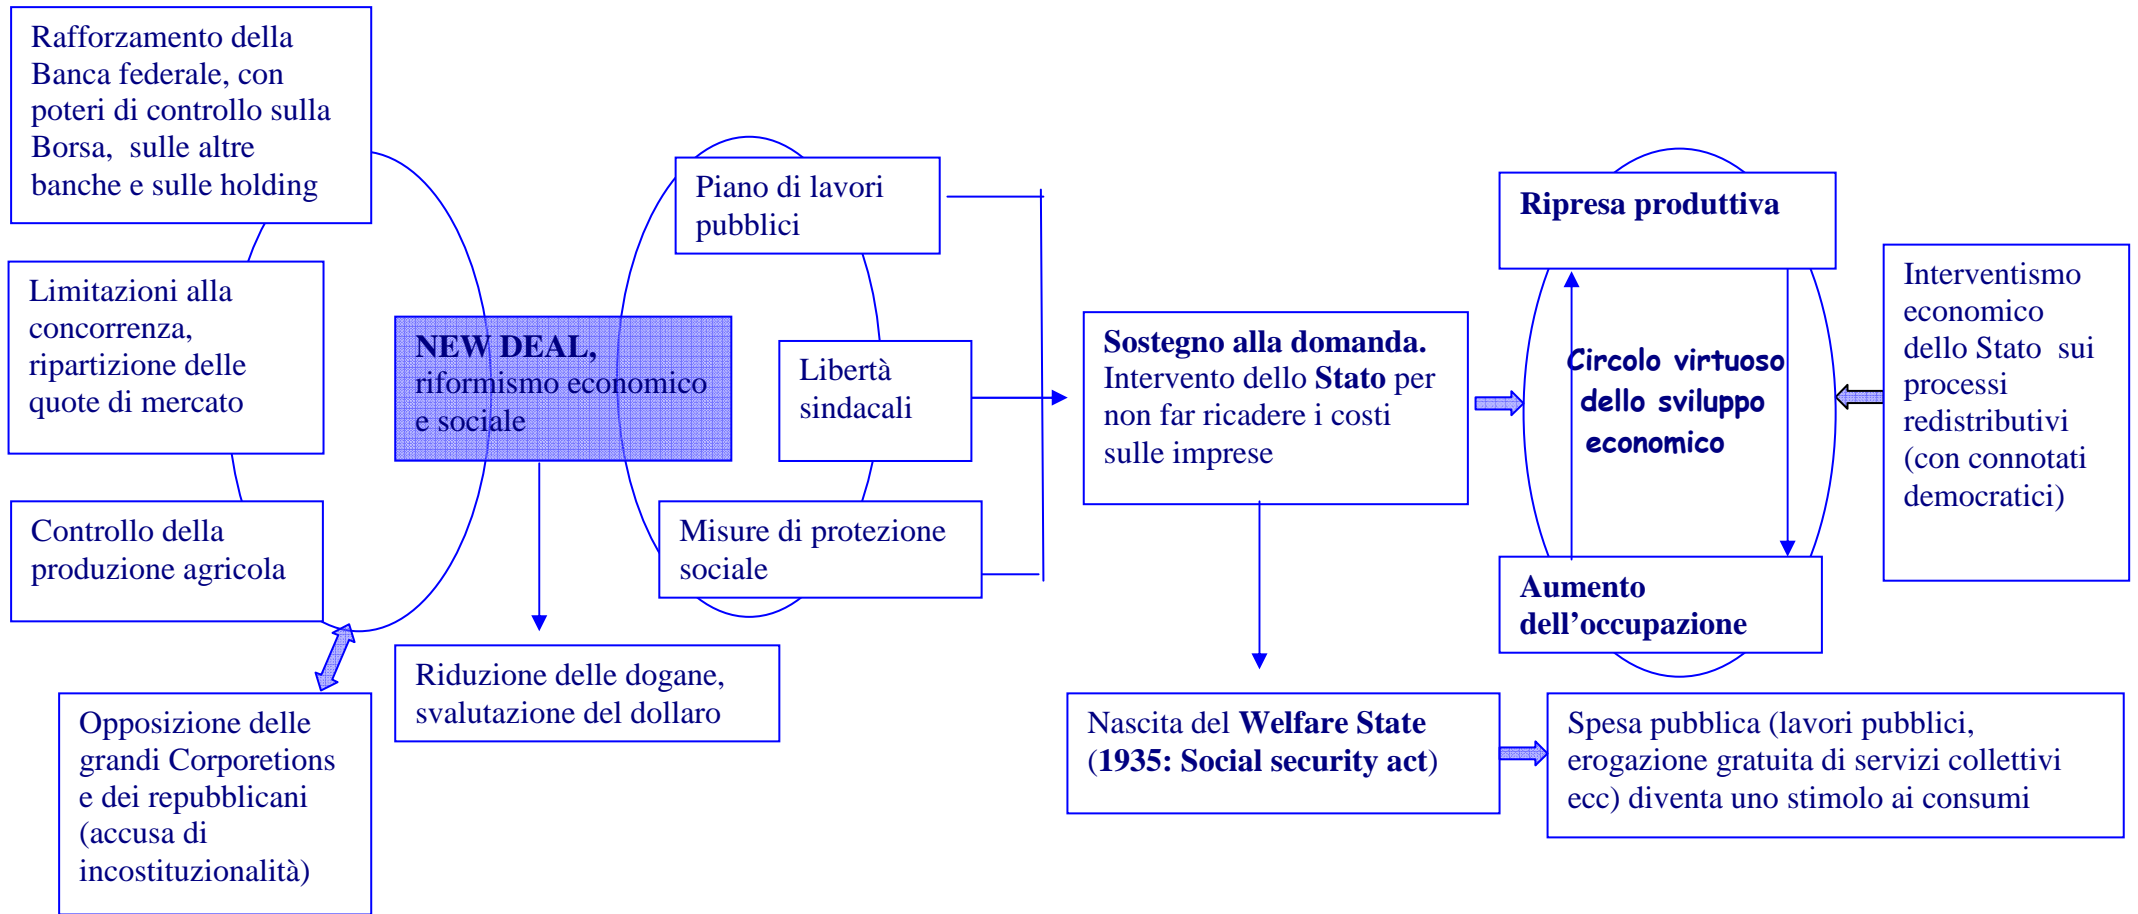 Rafforzamento della
Banca federale, con
poteri di controllo sulla
Borsa, sulle altre
banche e sulle holding
Limitazioni alla
concorrenza,
ripartizione delle
quote di mercato
Controllo della
produzione agricola
Opposizione delle
grandi Corporetions
e dei repubblicani
(accusa di
incostituzionalità)
NEW DEAL,
riformismo economico
e sociale
Riduzione delle dogane,
svalutazione del dollaro
Piano di lavori
pubblici
Libertà
sindacali
Misure di protezione
sociale
Sostegno alla domanda.
Intervento dello Stato per
non far ricadere i costi
sulle imprese
Nascita del Welfare State
(1935: Social security act)
Ripresa produttiva
Circolo virtuoso
dello sviluppo
economico
Aumento
dell’occupazione
Spesa pubblica (lavori pubblici,
erogazione gratuita di servizi collettivi
ecc) diventa uno stimolo ai consumi
Interventismo
economico
dello Stato sui
processi
redistributivi
(con connotati
democratici)